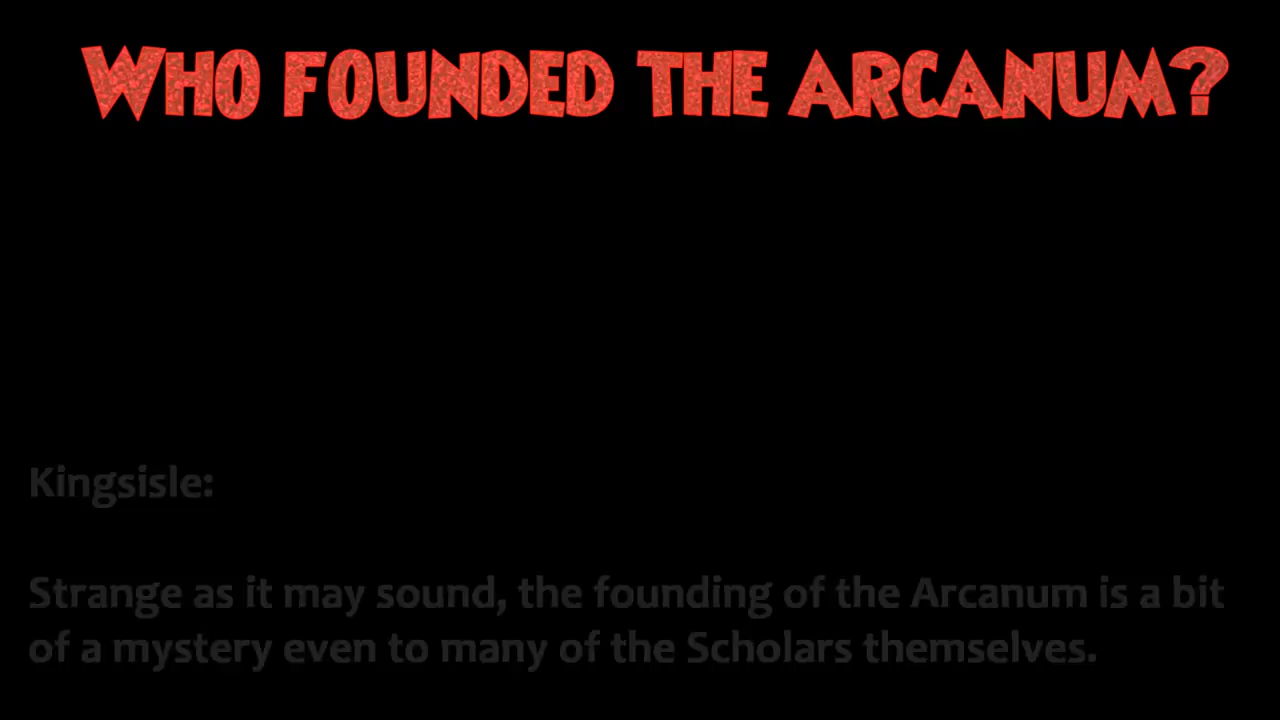 WHO FOUNDED THE ARCANUM?
Kingsisle:
Strange as it may sound, the founding of the Arcanum is a bit
of a mystery even to many of the Scholars themselves.